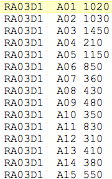 RA03D1 A01 1020
RA03D1 A02 1030
RA03D1 A03 1450
RA03D1 A04 210
RA03D1 A05 1150
RA03D1 A06 850
RA03D1 A07 360
RA03D1 A08 430
RA03D1 A09 480
RA03D1 A10 350
RA03D1 A11 830
RA03D1 A12 310
RA03D1 A13 410
RA03D1 A14 380
RA03D1 A15 550